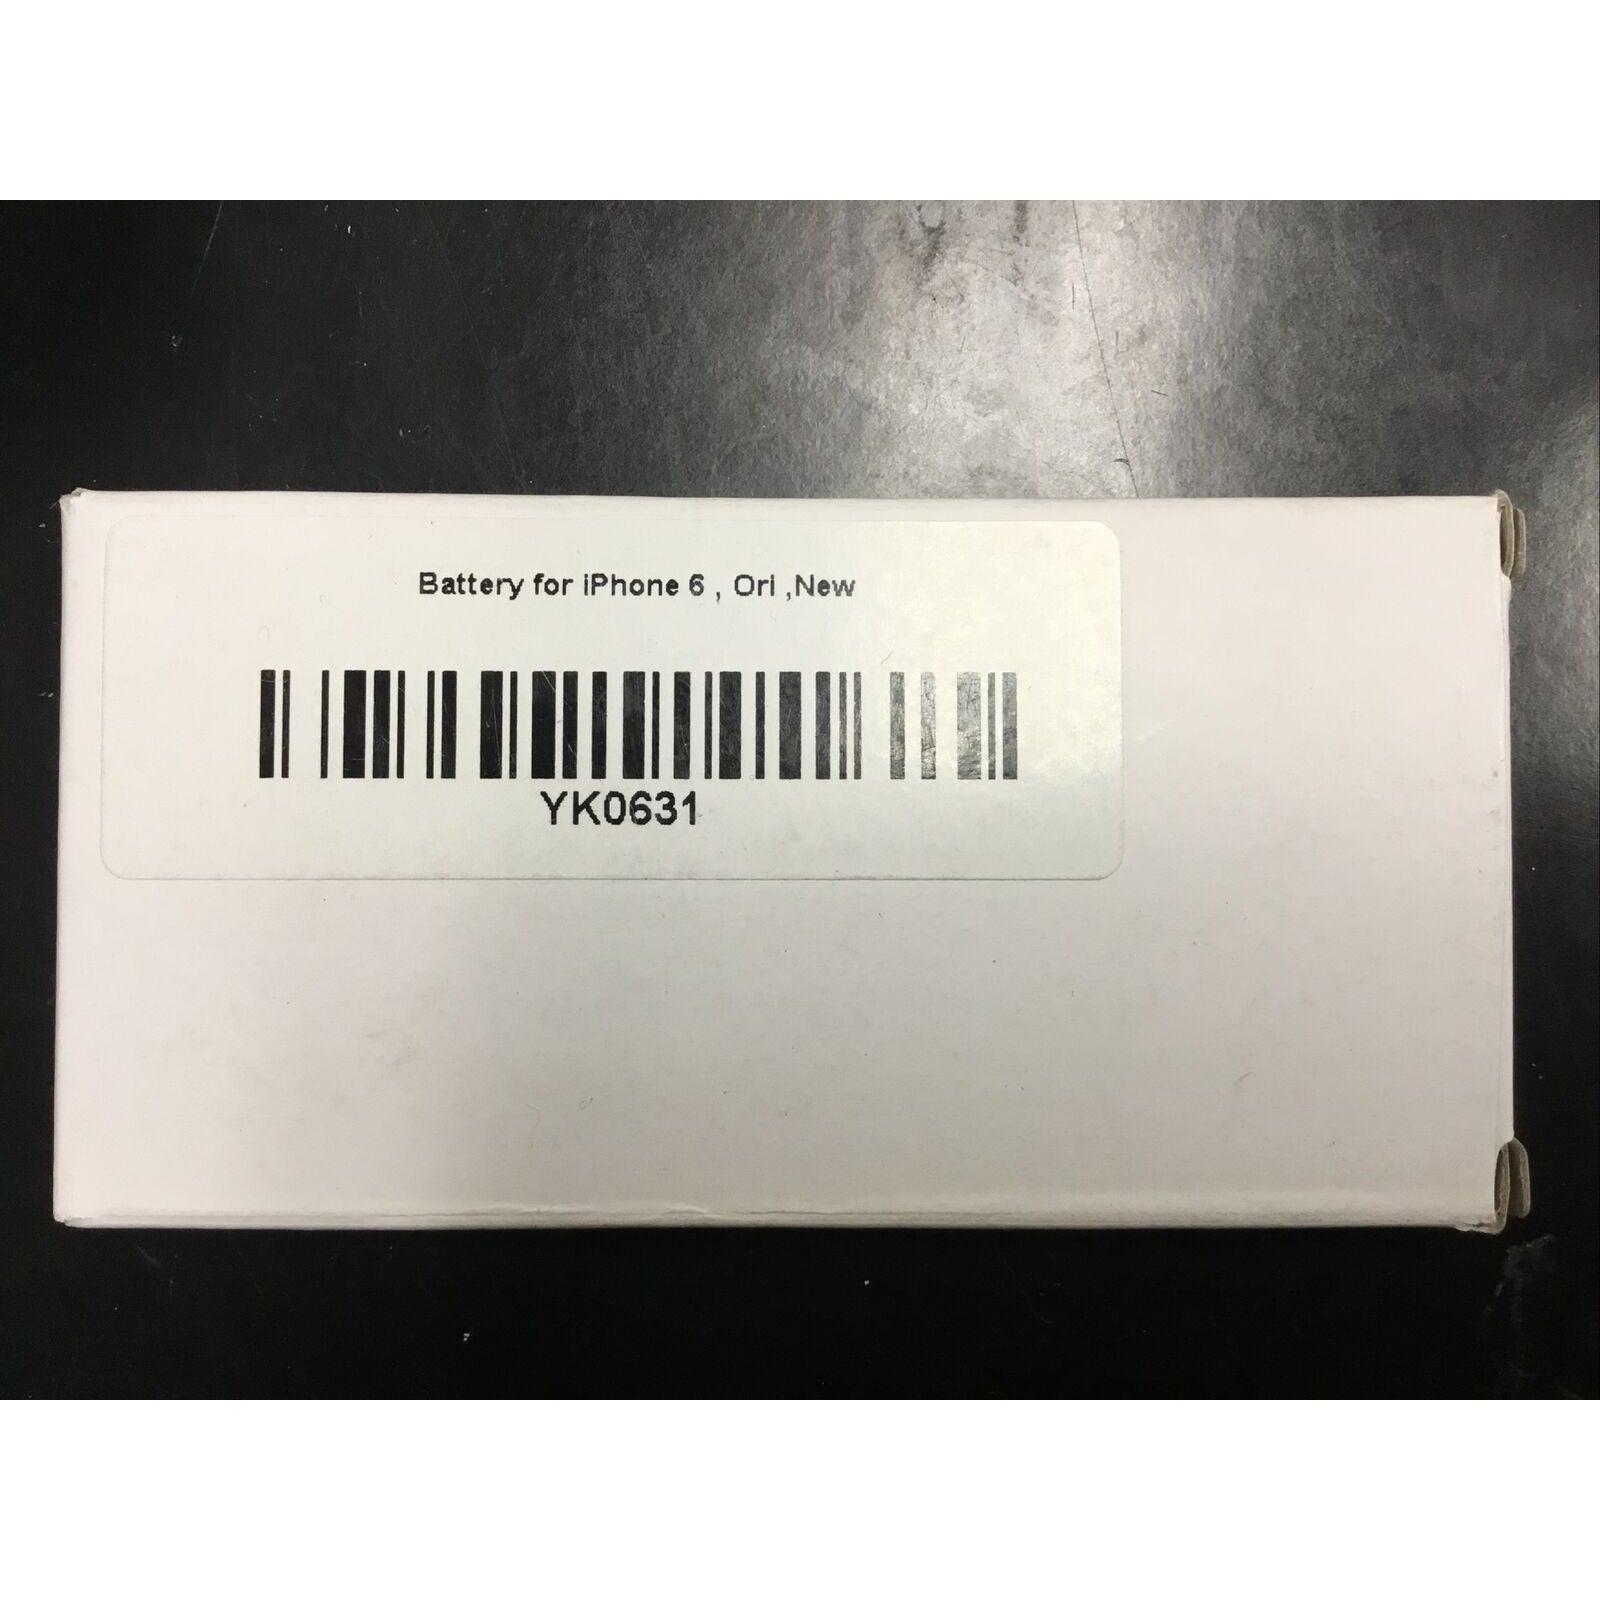 Battery for iPhone 6 , Ori ,New
YK0631